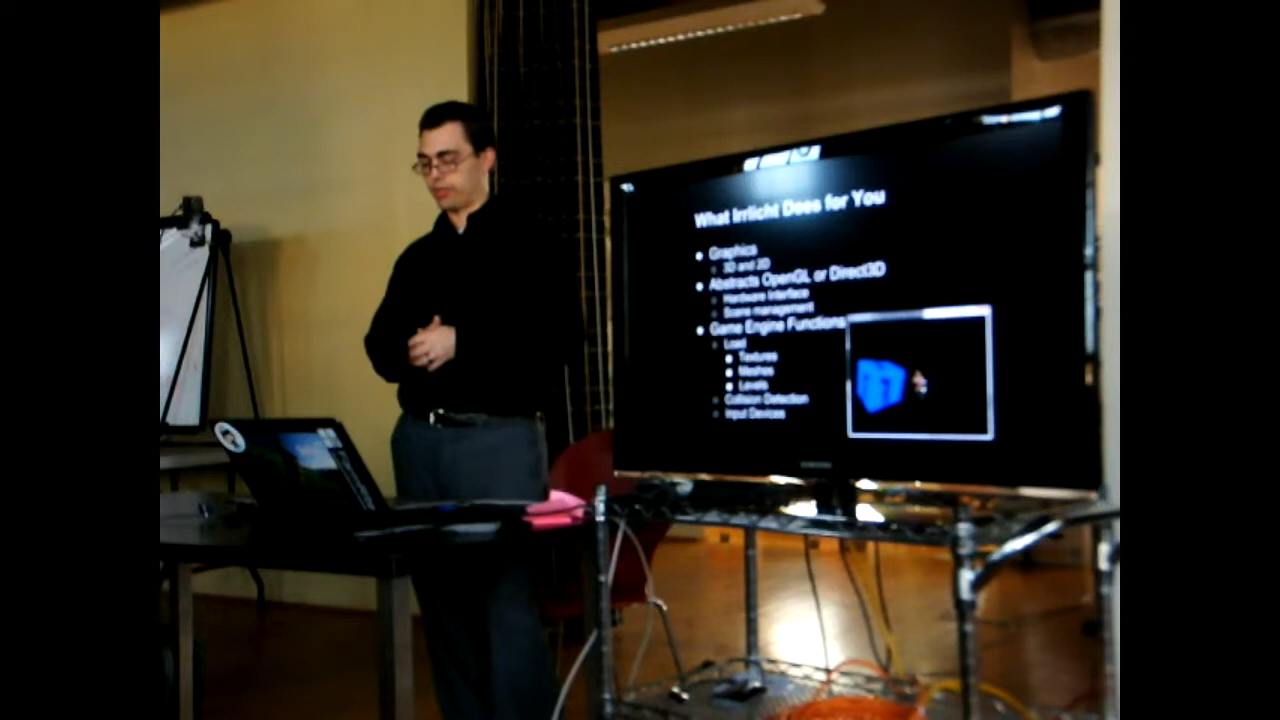 What Irrlicht Does for You
Graphics
3D and 2D
Abstracts OpenGL or Direct3D
Hardware Interface
Scene management
Game Engine Functions
Load
Textures
Meshes
Levels
Collision Detection
Input Devices
SAMSUNG